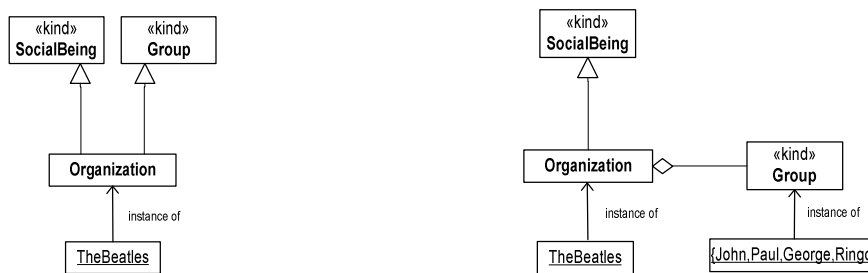 «kind»
SocialBeing
«kind»
Group
Organization
instance of
TheBeatles
«kind»
SocialBeing
Organization
«kind»
Group
instance of
instance of
TheBeatles
{John,Paul,George,Ringo